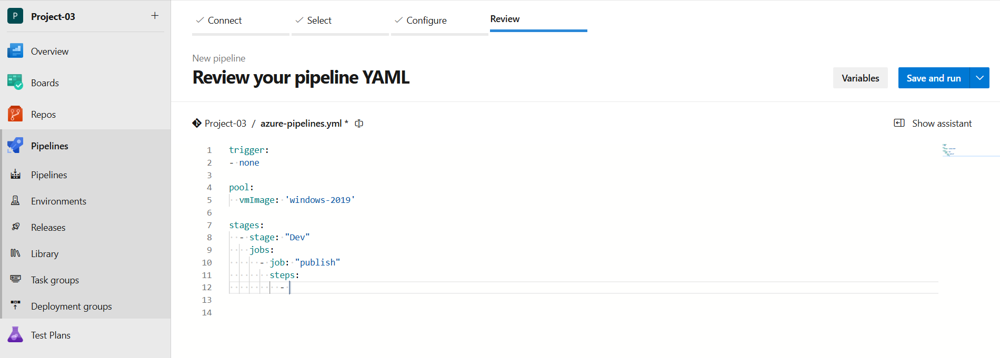 P Project-03 +
Overview
Boards
Repos
Pipelines
Pipelines
Environments
Releases
Library
Task groups
Deployment groups
Test Plans
Connect Select Configure Review
New pipeline
Review your pipeline YAML
Variables Save and run
Project-03 / azure-pipelines.yml *
Show assistant
1 trigger:
2 - none
3
4 pool:
5   vmImage: 'windows-2019'
6
7 stages:
8   - stage: "Dev"
9     jobs:
10       - job: "publish"
11         steps:
12           -
13
14